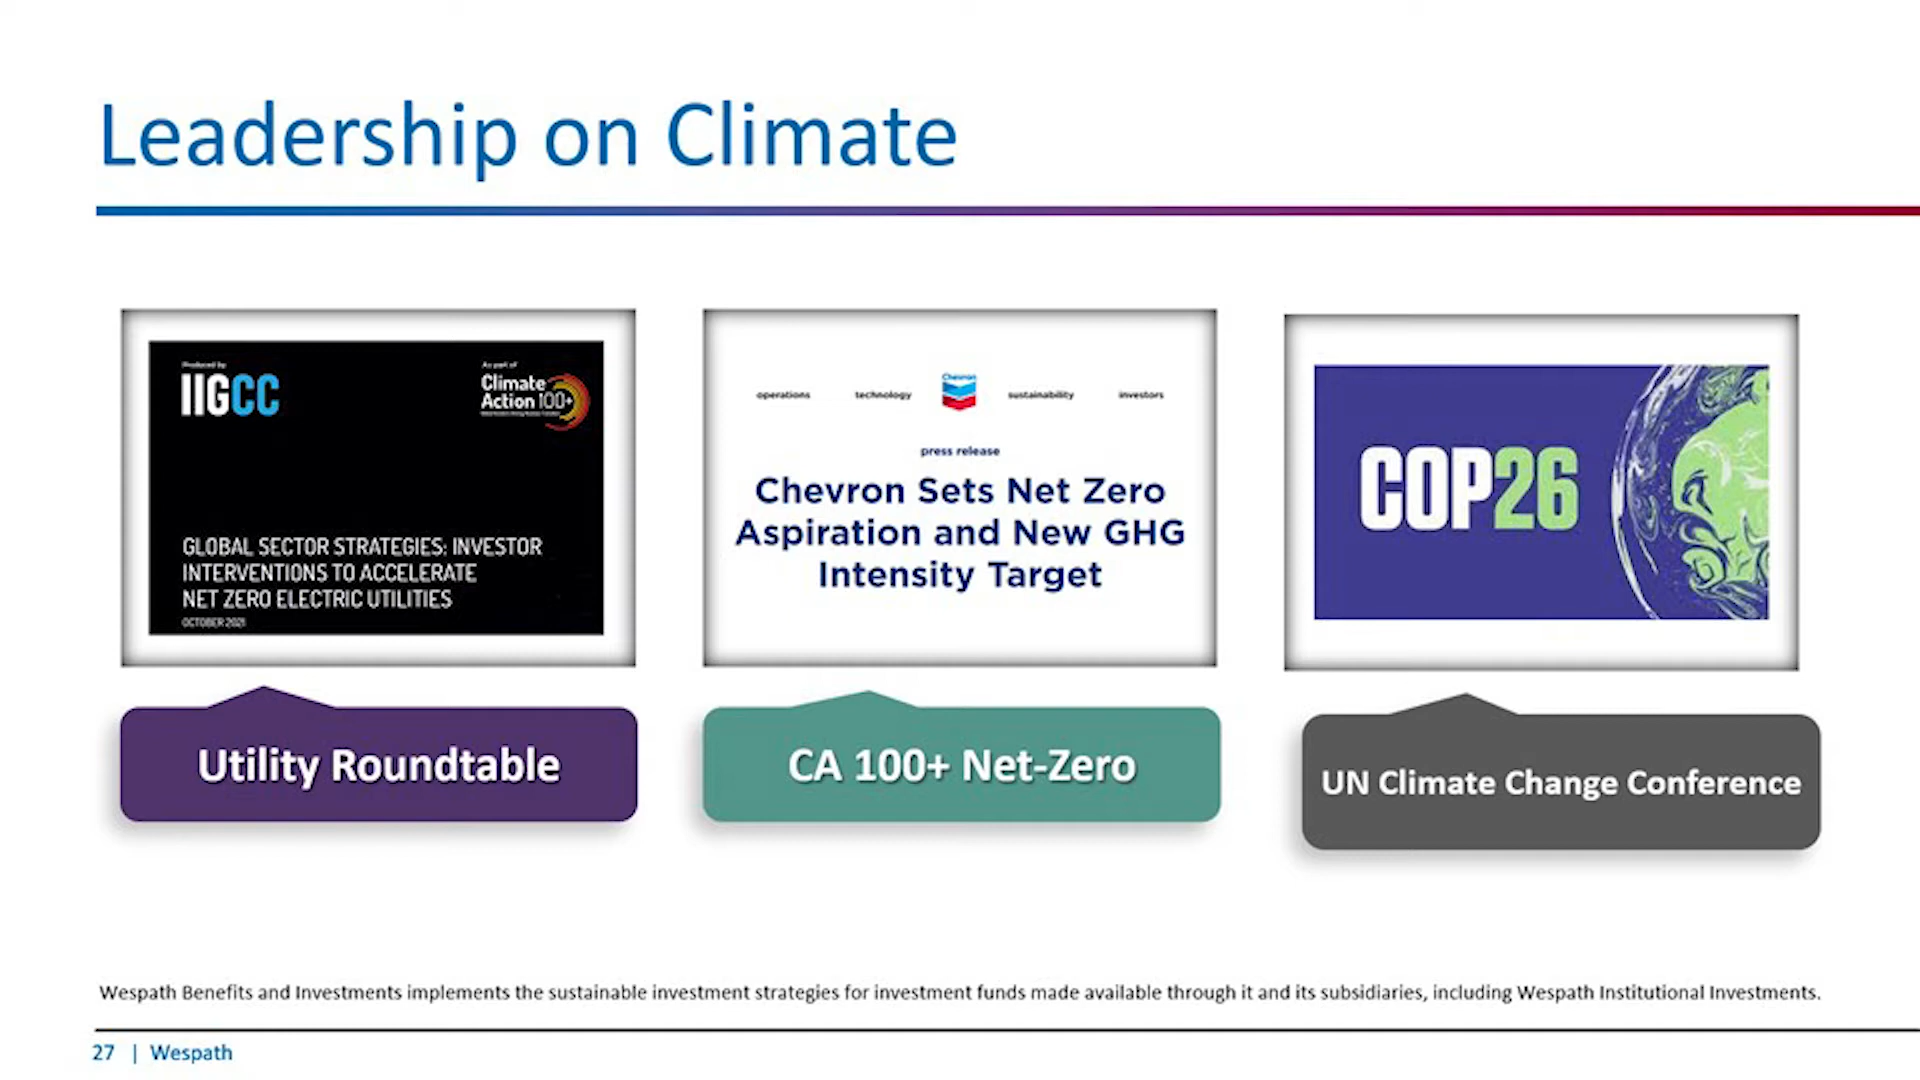 Leadership on Climate
Produced by
IIGCC
As part of
Climate
Action 100+
GLOBAL SECTOR STRATEGIES: INVESTOR
INTERVENTIONS TO ACCELERATE
NET ZERO ELECTRIC UTILITIES
OCTOBER 2021
Utility Roundtable
operations technology Chevron sustainability investors
press release
Chevron Sets Net Zero
Aspiration and New GHG
Intensity Target
CA 100+ Net-Zero
COP26
UN Climate Change Conference
Wespath Benefits and Investments implements the sustainable investment strategies for investment funds made available through it and its subsidiaries, including Wespath Institutional Investments.
27 | Wespath